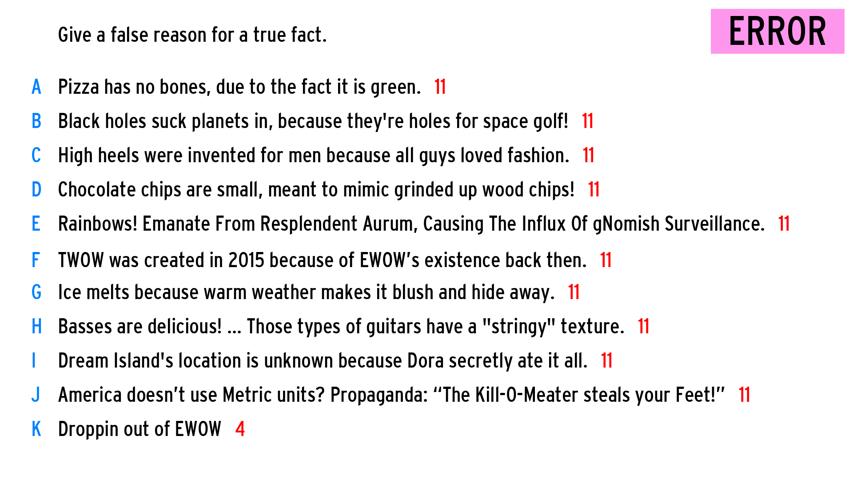 Give a false reason for a true fact.
ERROR
A Pizza has no bones, due to the fact it is green. 11
B Black holes suck planets in, because they're holes for space golf! 11
C High heels were invented for men because all guys loved fashion. 11
D Chocolate chips are small, meant to mimic grinded up wood chips! 11
E Rainbows! Emanate From Resplendent Aurum, Causing The Influx Of gNomish Surveillance. 11
F TWOW was created in 2015 because of EWOW’s existence back then. 11
G Ice melts because warm weather makes it blush and hide away. 11
H Basses are delicious! ... Those types of guitars have a "stringy" texture. 11
I Dream Island's location is unknown because Dora secretly ate it all. 11
J America doesn’t use Metric units? Propaganda: “The Kill-O-Meater steals your Feet!” 11
K Droppin out of EWOW 4